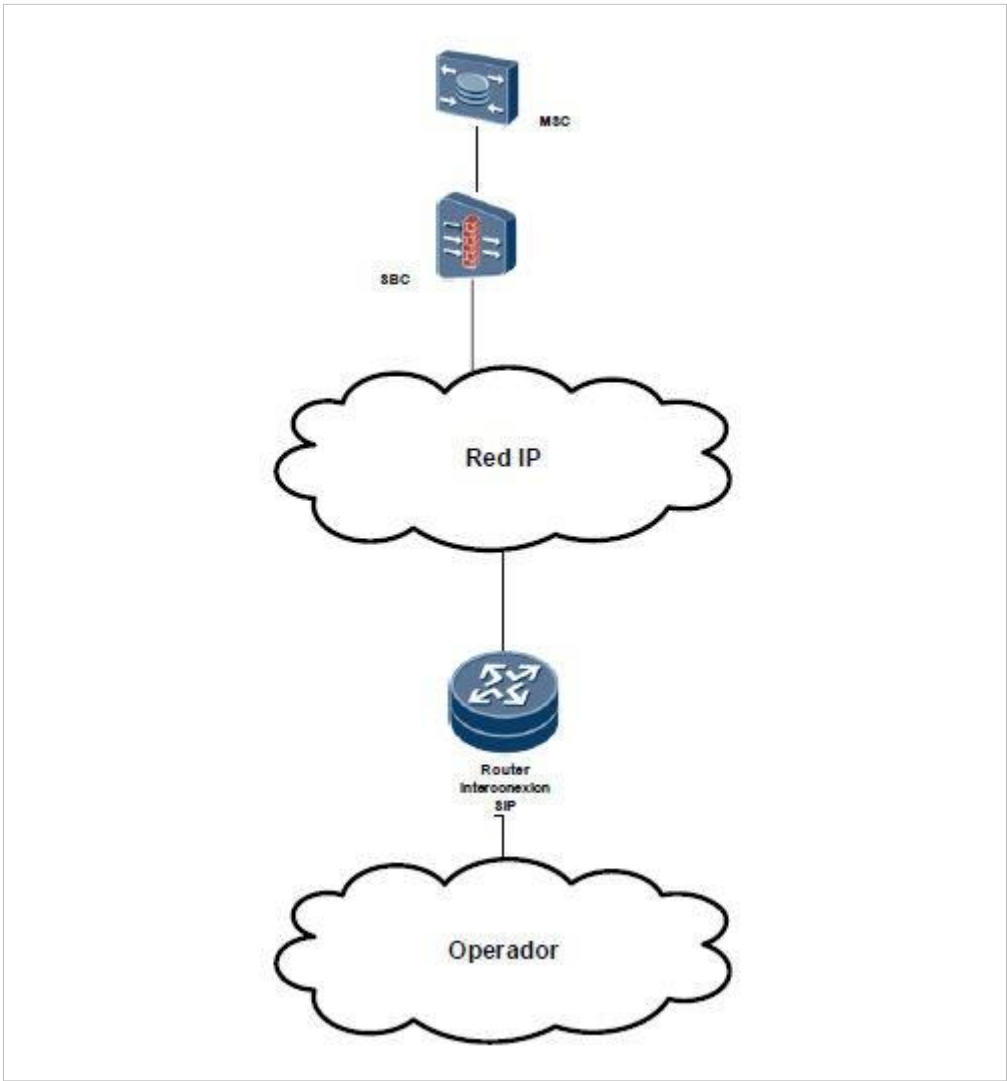 MSC
SBC
Red IP
Router
Interconexion
SIP
Operador